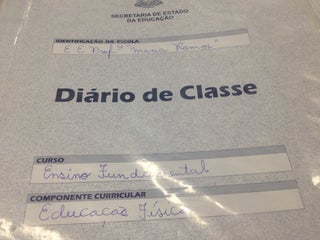 SECRETARIA DE ESTADO
DA EDUCAÇÃO
IDENTIFICAÇÃO DA ESCOLA
E E Profª "Maria Ramos"
Diário de Classe
CURSO
Ensino Fundamental
COMPONENTE CURRICULAR
Educação Física